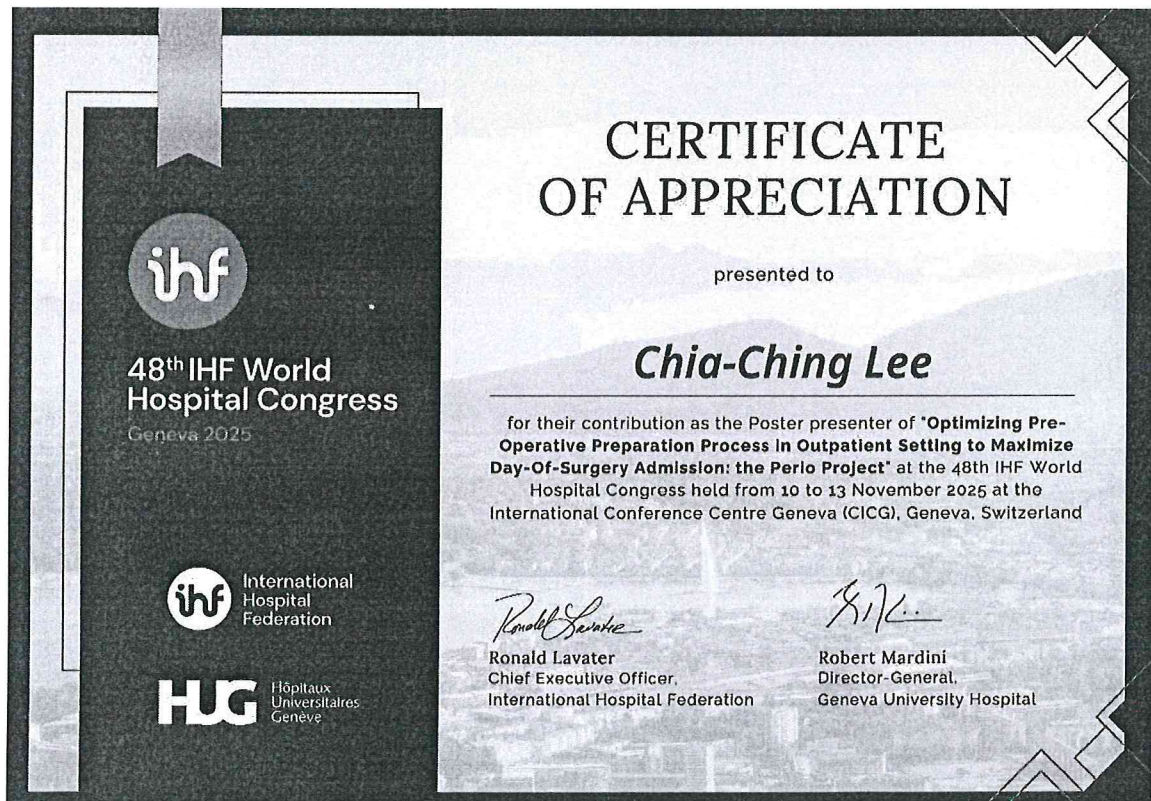 ihf
48th IHF World
Hospital Congress
Geneva 2025
ihf
International
Hospital
Federation
HUG
Hôpitaux
Universitaires
Genève
CERTIFICATE
OF APPRECIATION
presented to
Chia-Ching Lee
for their contribution as the Poster presenter of "Optimizing Pre-
Operative Preparation Process in Outpatient Setting to Maximize
Day-Of-Surgery Admission: the Perio Project" at the 48th IHF World
Hospital Congress held from 10 to 13 November 2025 at the
International Conference Centre Geneva (CICG), Geneva, Switzerland
Ronald Lavater
Ronald Lavater
Chief Executive Officer,
International Hospital Federation
Robert Mardini
Director-General,
Geneva University Hospital